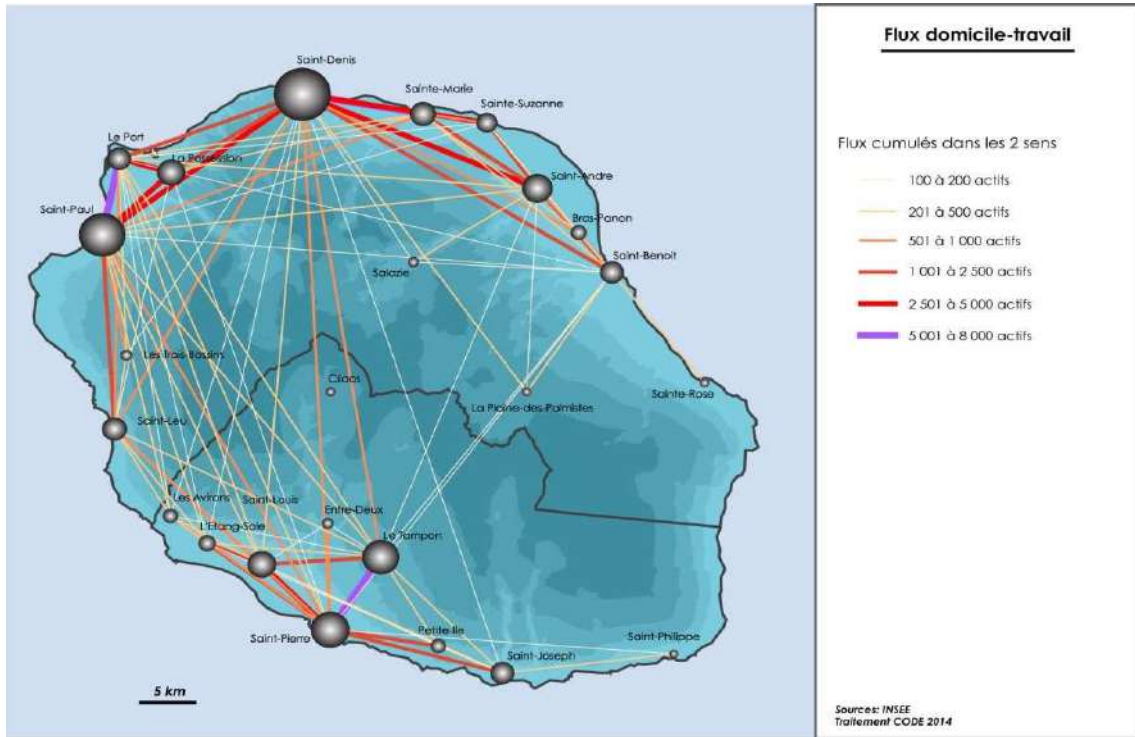 Flux domicile-travail
Saint-Denis
Sainte-Marie
Sainte-Suzanne
Le Port
La Possession
Saint-Paul
Saint-Andre
Bras-Panon
Saint-Benoit
Salazie
Les Trois-Bassins
Cilaos
La Plaine-des-Palmistes
Sainte-Rose
Saint-Leu
Les Avirons
Saint-Louis
Entre-Deux
L'Etang-Sale
Le Tampon
Saint-Pierre
Petite-Ile
Saint-Joseph
Saint-Philippe
5 km
Flux cumulés dans les 2 sens
100 à 200 actifs
201 à 500 actifs
501 à 1 000 actifs
1 001 à 2 500 actifs
2 501 à 5 000 actifs
5 001 à 8 000 actifs
Sources: INSEE
Traitement CODE 2014